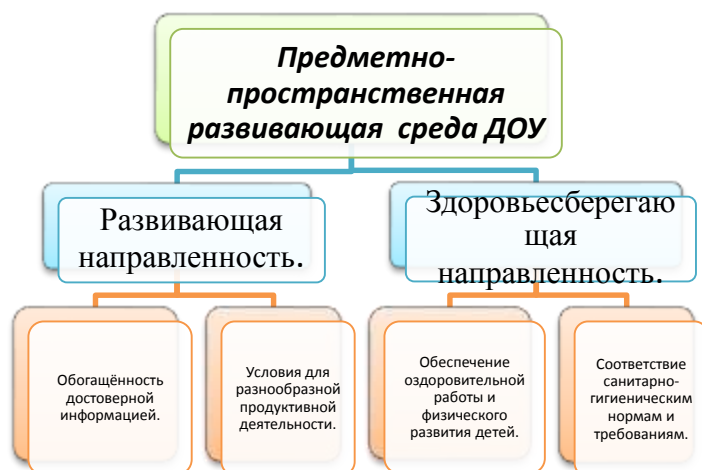 Предметно-
пространственная
развивающая среда ДОУ
Развивающая
направленность.
Здоровьесберегаю
щая
направленность.
Обогащённость
достоверной
информацией.
Условия для
разнообразной
продуктивной
деятельности.
Обеспечение
оздоровительной
работы и
физического
развития детей.
Соответствие
санитарно-
гигиеническим
нормам и
требованиям.